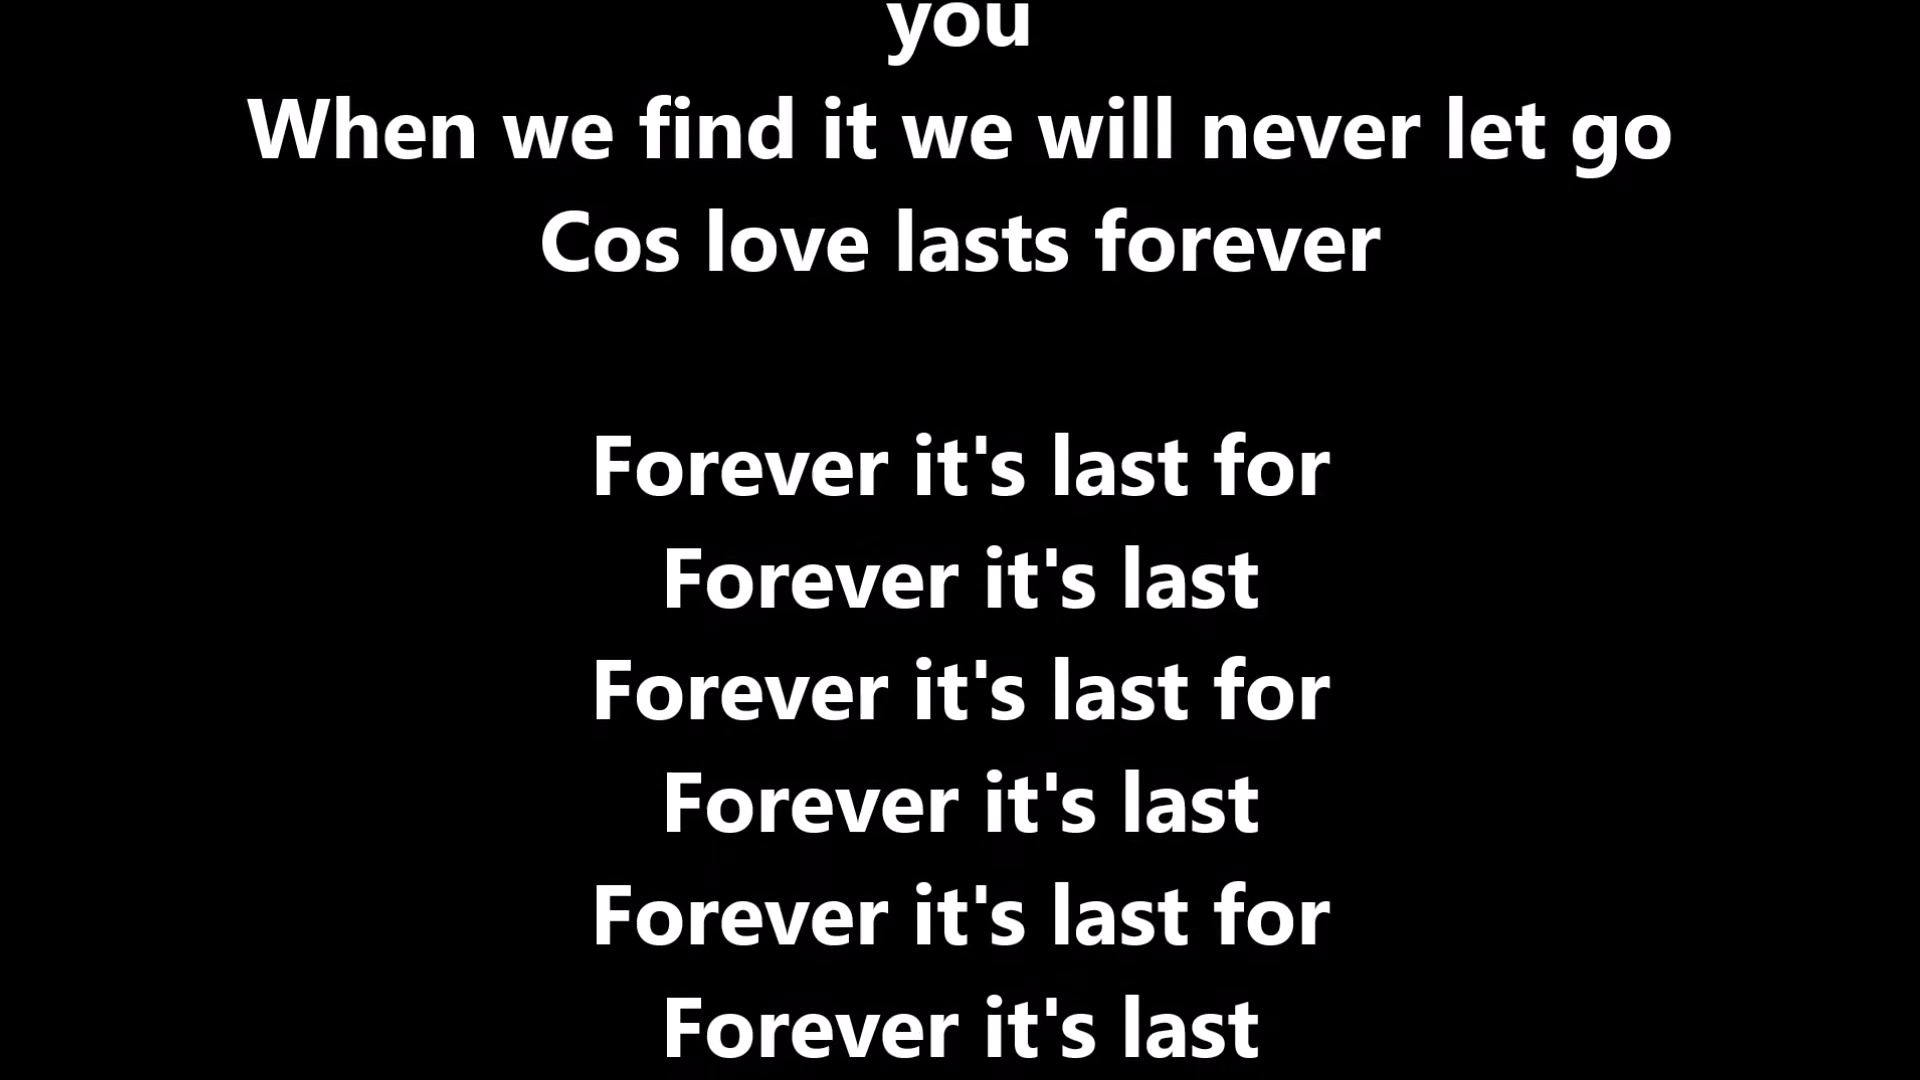 you
When we find it we will never let go
Cos love lasts forever
Forever it's last for
Forever it's last
Forever it's last for
Forever it's last
Forever it's last for
Forever it's last